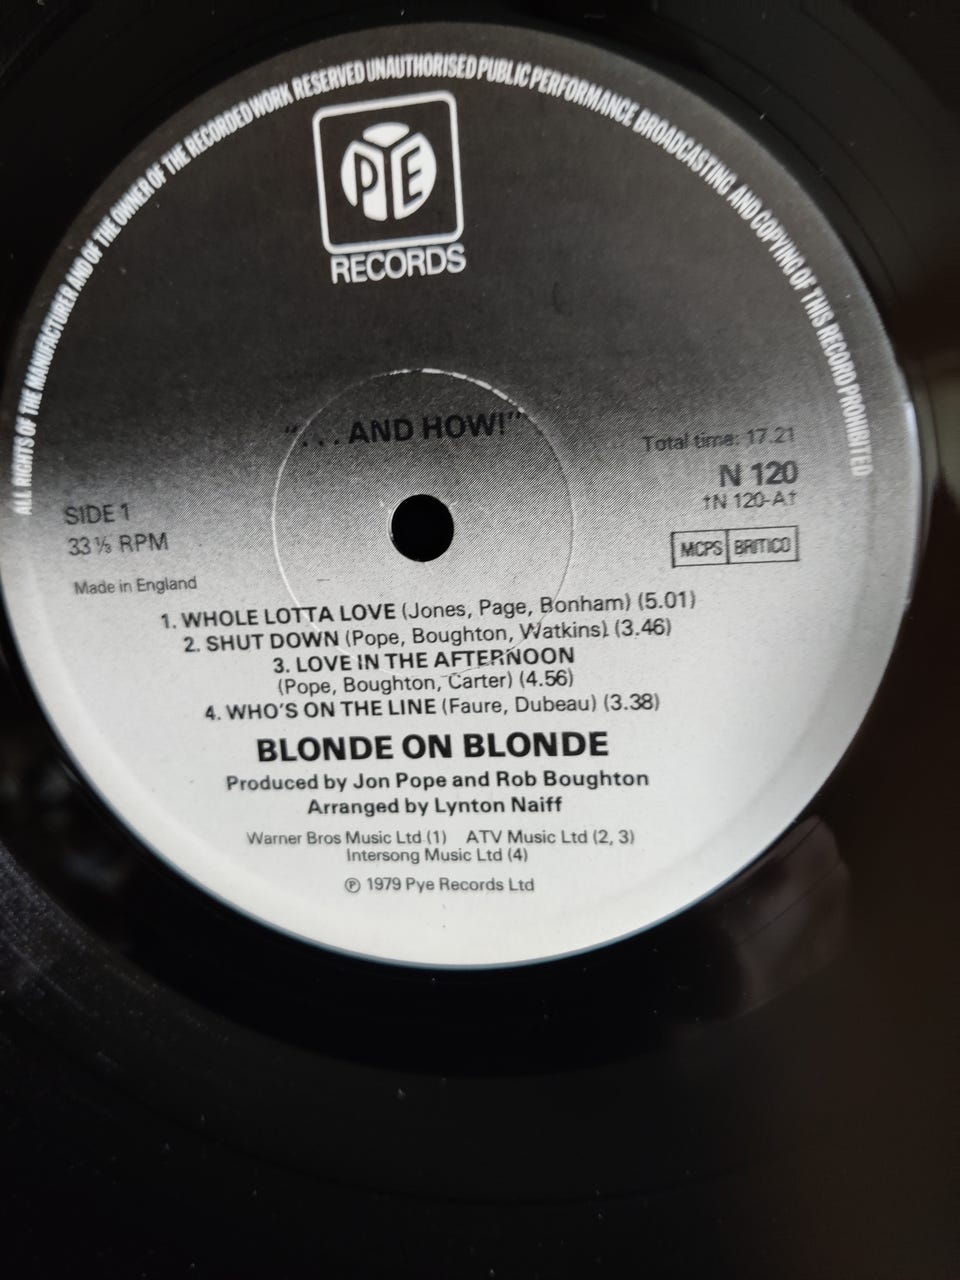 ALL RIGHTS OF THE MANUFACTURER AND OF THE OWNER OF THE RECORDED WORK RESERVED UNAUTHORISED PUBLIC PERFORMANCE BROADCASTING AND COPYING OF THIS RECORD PROHIBITED
PYE
RECORDS
"...AND HOW!"
Total time: 17.21
N 120
†N 120-A†
SIDE 1
33⅓ RPM
MCPS BRITICO
Made in England
1. WHOLE LOTTA LOVE (Jones, Page, Bonham) (5.01)
2. SHUT DOWN (Pope, Boughton, Watkins) (3.46)
3. LOVE IN THE AFTERNOON
(Pope, Boughton, Carter) (4.56)
4. WHO'S ON THE LINE (Faure, Dubeau) (3.38)
BLONDE ON BLONDE
Produced by Jon Pope and Rob Boughton
Arranged by Lynton Naiff
Warner Bros Music Ltd (1) ATV Music Ltd (2, 3)
Intersong Music Ltd (4)
℗ 1979 Pye Records Ltd